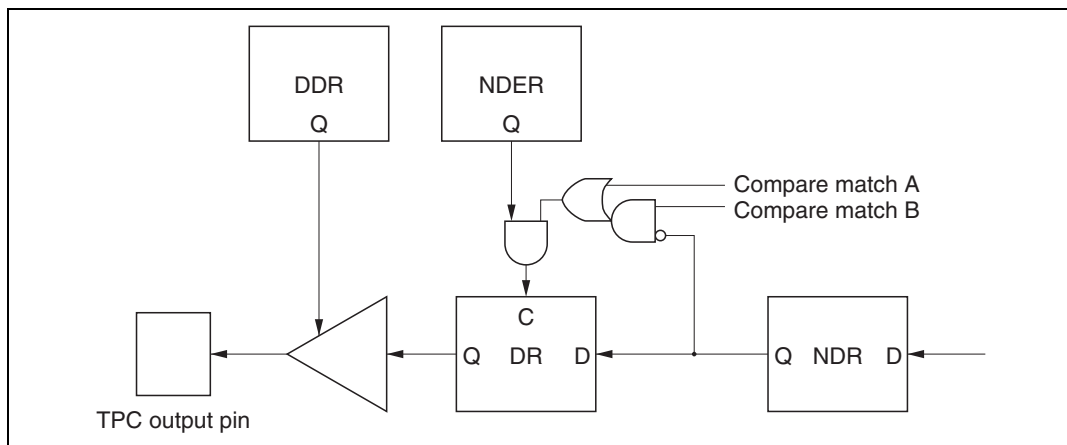 DDR
Q
NDER
Q
Compare match A
Compare match B
C
Q DR D
Q NDR D
TPC output pin